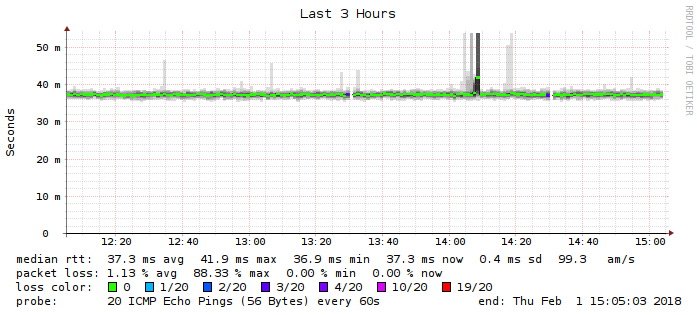 Last 3 Hours
RRDTOOL / TOBI OETIKER
Seconds
50 m
40 m
30 m
20 m
10 m
0
12:20 12:40 13:00 13:20 13:40 14:00 14:20 14:40 15:00
median rtt: 37.3 ms avg 41.9 ms max 36.9 ms min 37.3 ms now 0.4 ms sd 99.3 am/s
packet loss: 1.13 % avg 88.33 % max 0.00 % min 0.00 % now
loss color: 0 1/20 2/20 3/20 4/20 10/20 19/20
probe: 20 ICMP Echo Pings (56 Bytes) every 60s end: Thu Feb 1 15:05:03 2018